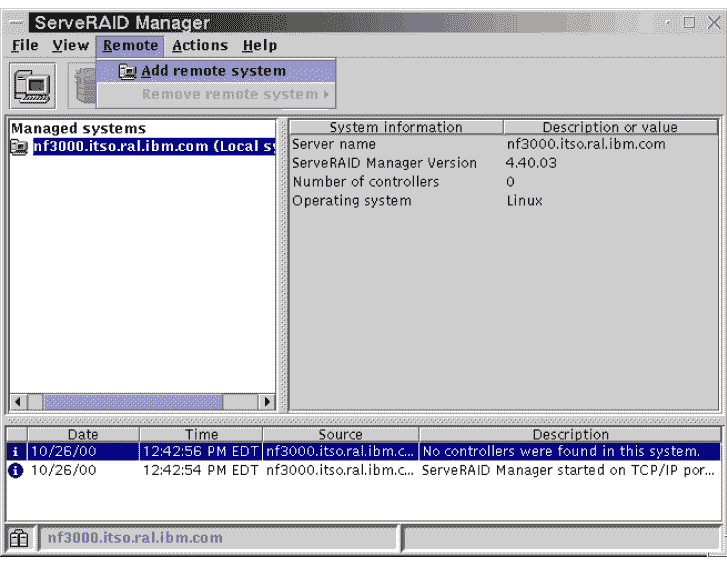 ServeRAID Manager
File View Remote Actions Help
Add remote system
Remove remote system
Managed systems
nf3000.itso.ral.ibm.com (Local sy
System information Description or value
Server name nf3000.itso.ral.ibm.com
ServeRAID Manager Version 4.40.03
Number of controllers 0
Operating system Linux
Date Time Source Description
10/26/00 12:42:56 PM EDT nf3000.itso.ral.ibm.c... No controllers were found in this system.
10/26/00 12:42:54 PM EDT nf3000.itso.ral.ibm.c... ServeRAID Manager started on TCP/IP por...
nf3000.itso.ral.ibm.com